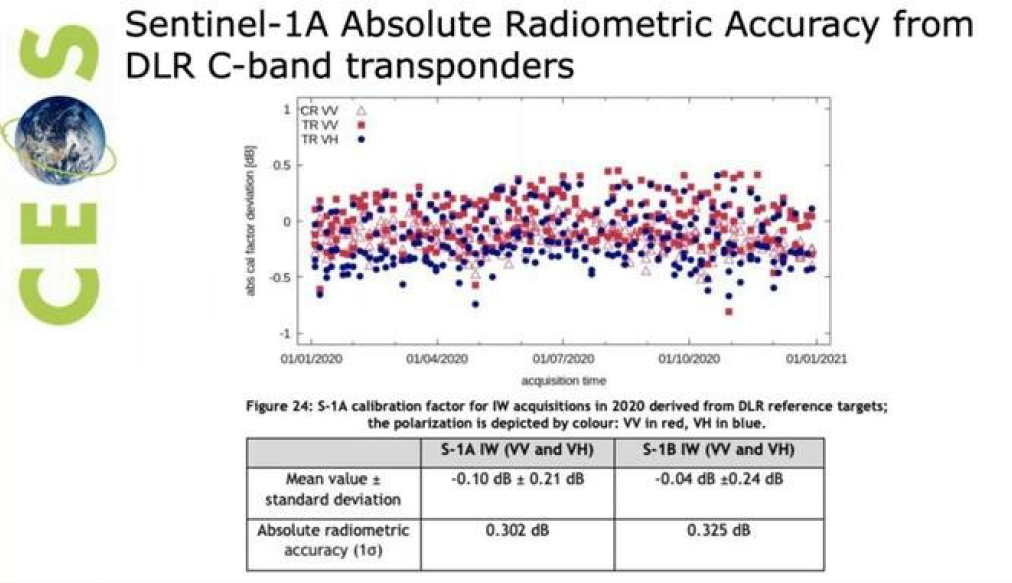 Sentinel-1A Absolute Radiometric Accuracy from
DLR C-band transponders
CEOS
CR VV
TR VV
TR VH
abs cal factor deviation [dB]
1
0.5
0
-0.5
-1
01/01/2020 01/04/2020 01/07/2020 01/10/2020 01/01/2021
acquisition time
Figure 24: S-1A calibration factor for IW acquisitions in 2020 derived from DLR reference targets;
the polarization is depicted by colour: VV in red, VH in blue.
S-1A IW (VV and VH) S-1B IW (VV and VH)
Mean value ± -0.10 dB ± 0.21 dB -0.04 dB ±0.24 dB
standard deviation
Absolute radiometric 0.302 dB 0.325 dB
accuracy (1σ)